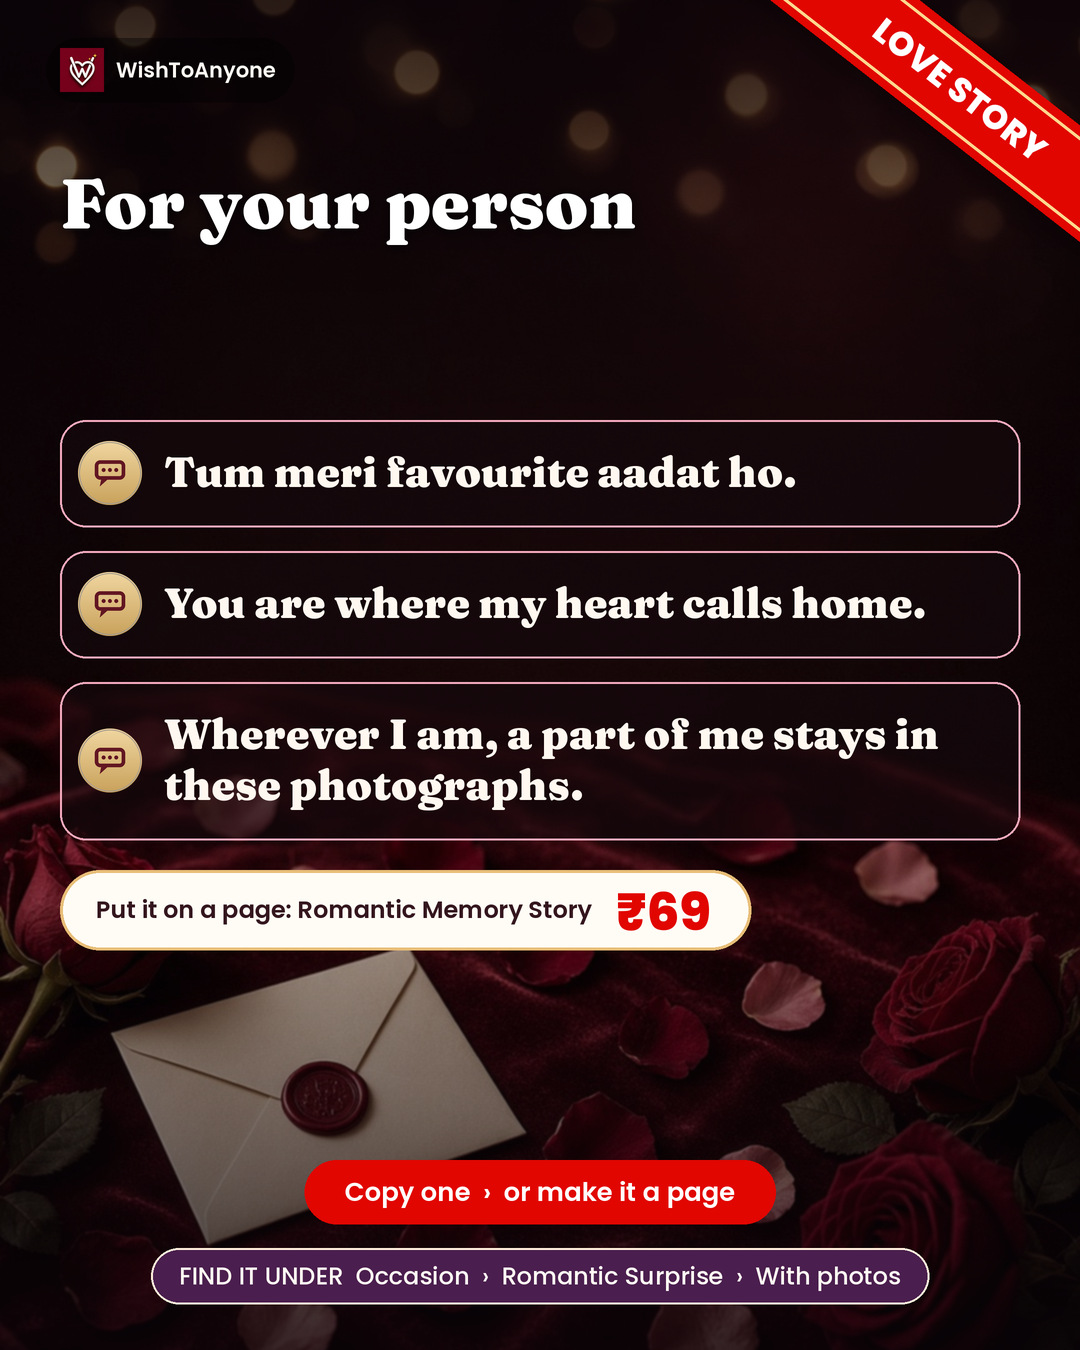 WishToAnyone
LOVE STORY
For your person
Tum meri favourite aadat ho.
You are where my heart calls home.
Wherever I am, a part of me stays in
these photographs.
Put it on a page: Romantic Memory Story ₹69
Copy one › or make it a page
FIND IT UNDER Occasion › Romantic Surprise › With photos